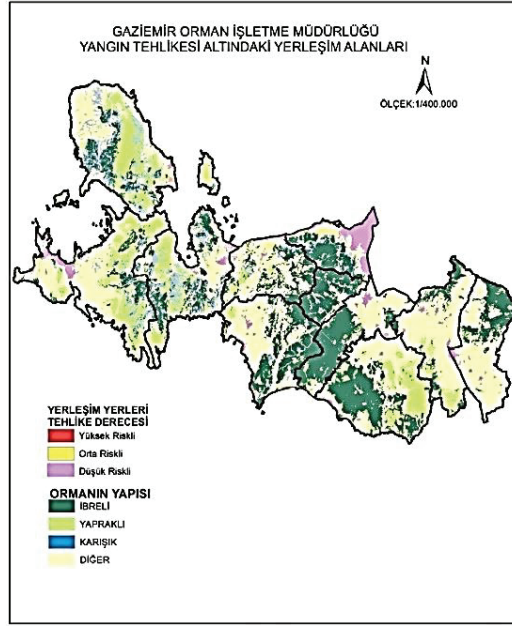 GAZİEMİR ORMAN İŞLETME MÜDÜRLÜĞÜ
YANGIN TEHLİKESİ ALTINDAKİ YERLEŞİM ALANLARI
N
ÖLÇEK:1/400.000
YERLEŞİM YERLERİ
TEHLİKE DERECESİ
Yüksek Riskli
Orta Riskli
Düşük Riskli
ORMANIN YAPISI
İBRELİ
YAPRAKLI
KARIŞIK
DİĞER